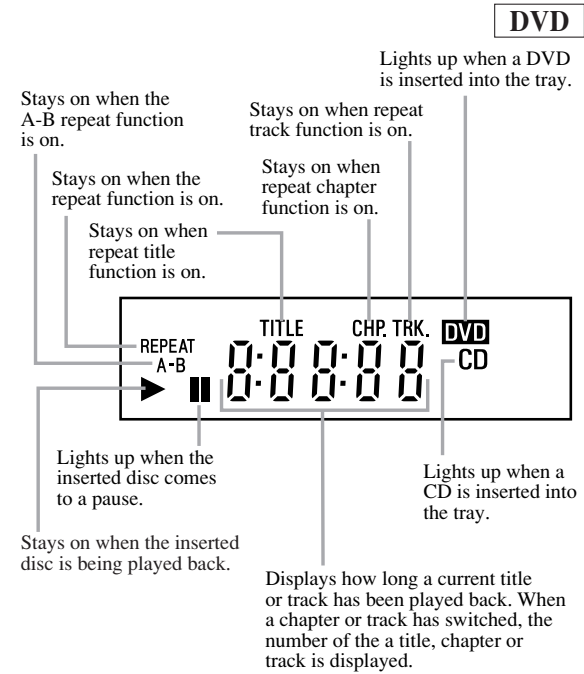 DVD
Lights up when a DVD
is inserted into the tray.
Stays on when the
A-B repeat function
is on.
Stays on when repeat
track function is on.
Stays on when the
repeat function is on.
Stays on when
repeat chapter
function is on.
Stays on when
repeat title
function is on.
TITLE CHP. TRK. DVD
REPEAT
A-B
CD
8:8 8:8 8
Lights up when the
inserted disc comes
to a pause.
Lights up when a
CD is inserted into
the tray.
Stays on when the inserted
disc is being played back.
Displays how long a current title
or track has been played back. When
a chapter or track has switched, the
number of the a title, chapter or
track is displayed.